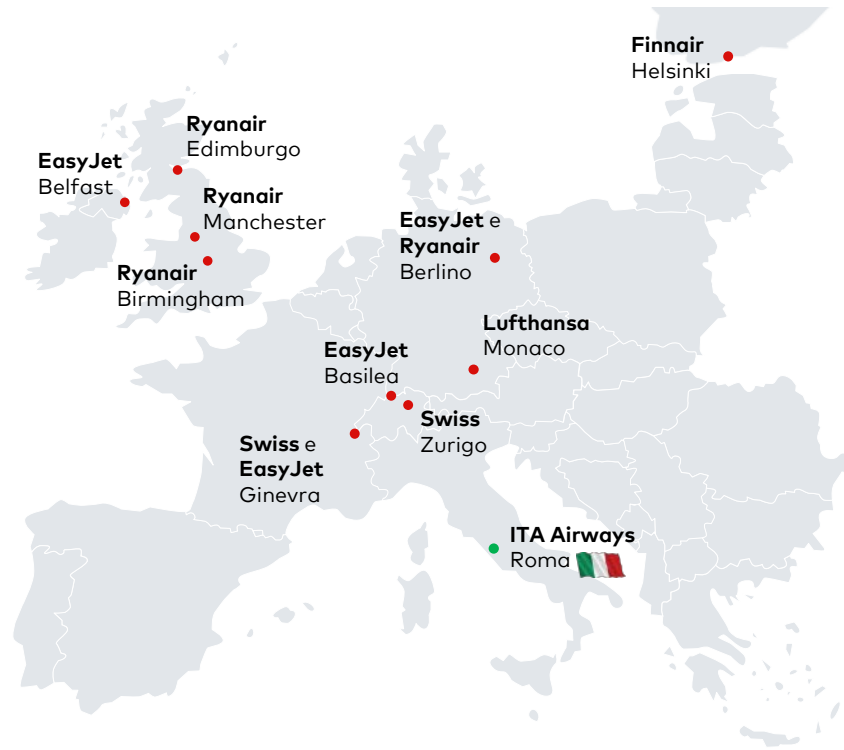 Finnair
Helsinki
Ryanair
Edimburgo
EasyJet
Belfast
Ryanair
Manchester
EasyJet e
Ryanair
Berlino
Ryanair
Birmingham
Lufthansa
Monaco
EasyJet
Basilea
Swiss
Zurigo
Swiss e
EasyJet
Ginevra
ITA Airways
Roma